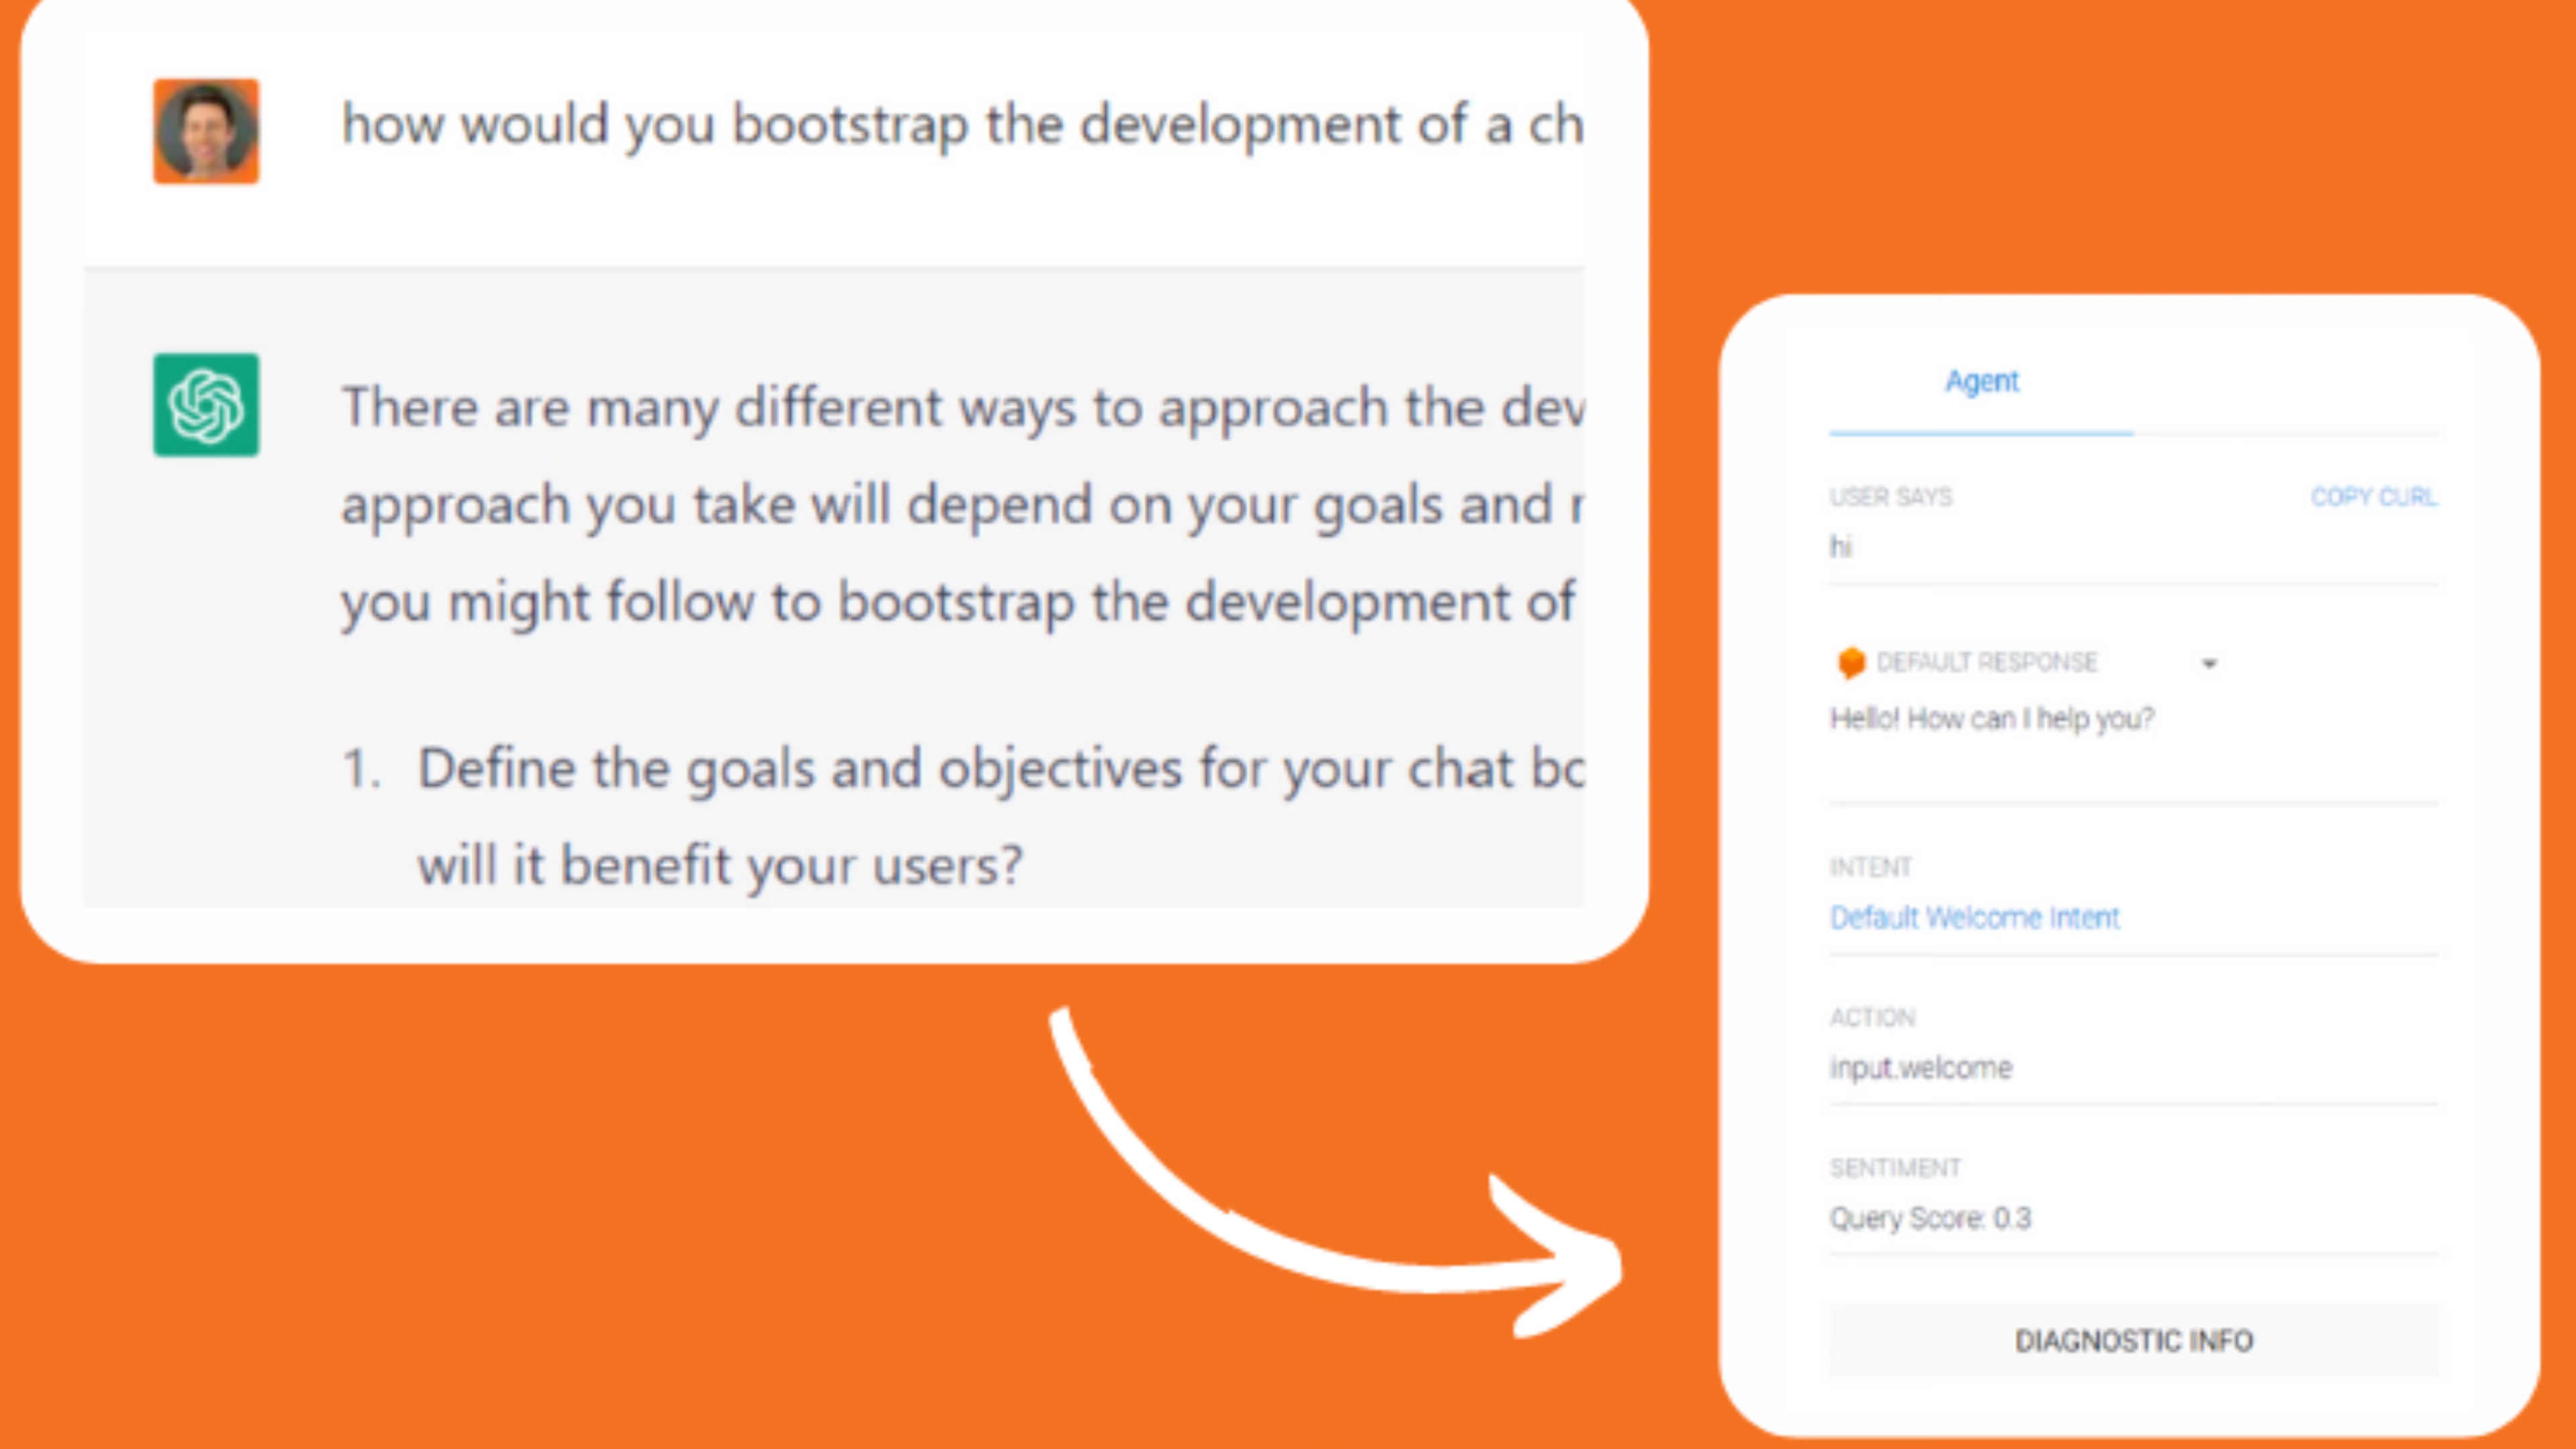 how would you bootstrap the development of a ch
There are many different ways to approach the dev
approach you take will depend on your goals and r
you might follow to bootstrap the development of
1. Define the goals and objectives for your chat bo
will it benefit your users?
Agent
USER SAYS COPY CURL
hi
DEFAULT RESPONSE
Hello! How can I help you?
INTENT
Default Welcome Intent
ACTION
input.welcome
SENTIMENT
Query Score: 0.3
DIAGNOSTIC INFO